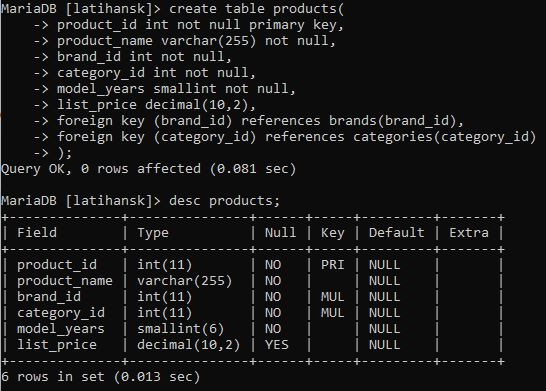 MariaDB [latihansk]> create table products(
    -> product_id int not null primary key,
    -> product_name varchar(255) not null,
    -> brand_id int not null,
    -> category_id int not null,
    -> model_years smallint not null,
    -> list_price decimal(10,2),
    -> foreign key (brand_id) references brands(brand_id),
    -> foreign key (category_id) references categories(category_id)
    -> );
Query OK, 0 rows affected (0.081 sec)

MariaDB [latihansk]> desc products;
+--------------+---------------+------+-----+---------+-------+
| Field        | Type          | Null | Key | Default | Extra |
+--------------+---------------+------+-----+---------+-------+
| product_id   | int(11)       | NO   | PRI | NULL    |       |
| product_name | varchar(255)  | NO   |     | NULL    |       |
| brand_id     | int(11)       | NO   | MUL | NULL    |       |
| category_id  | int(11)       | NO   | MUL | NULL    |       |
| model_years  | smallint(6)   | NO   |     | NULL    |       |
| list_price   | decimal(10,2) | YES  |     | NULL    |       |
+--------------+---------------+------+-----+---------+-------+
6 rows in set (0.013 sec)